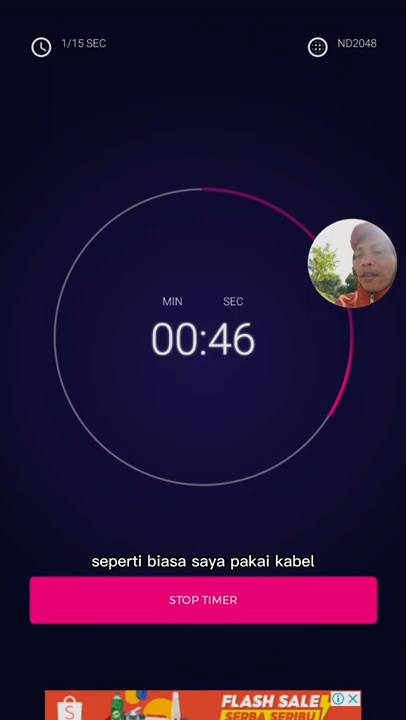 1/15 SEC
ND2048
MIN SEC
00:46
seperti biasa saya pakai kabel
STOP TIMER
FLASH SALE
SERBA SERIBU
S